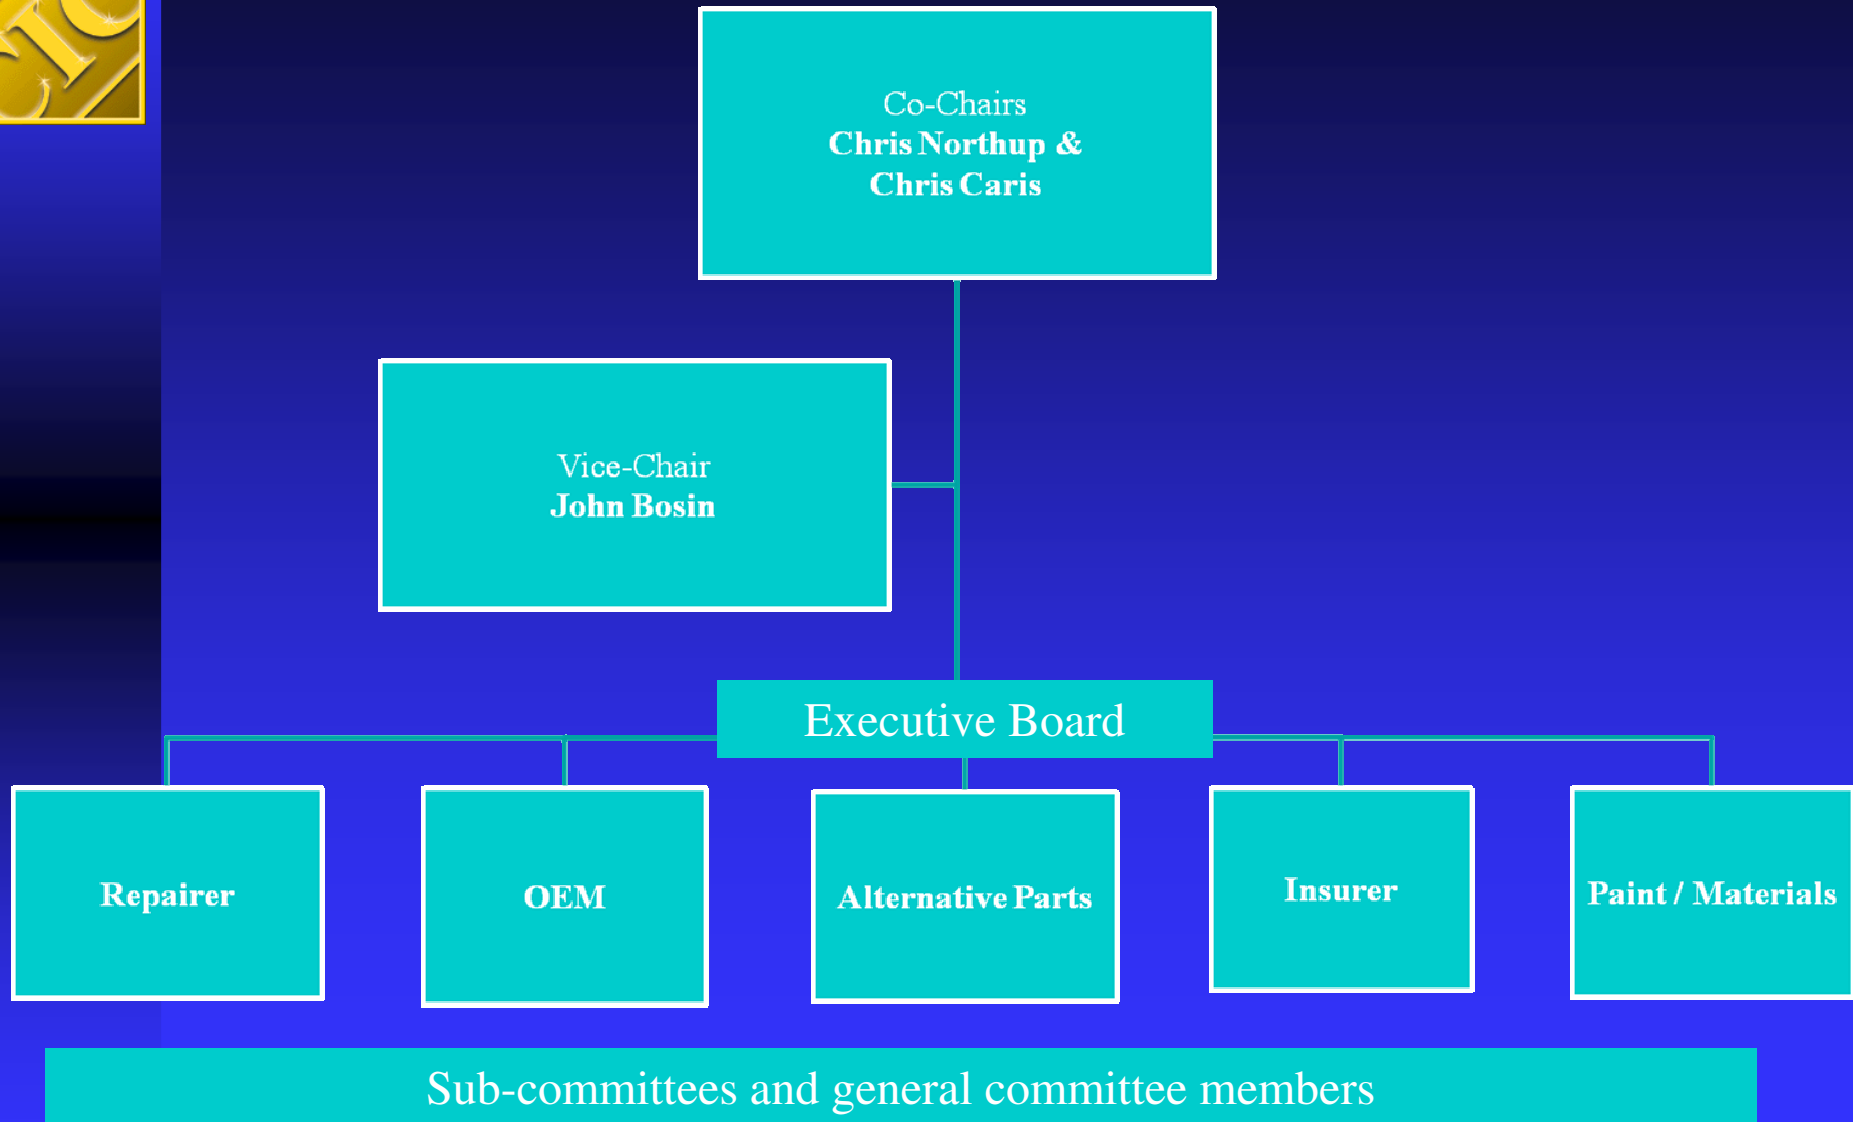 Co-Chairs
Chris Northup &
Chris Caris
Vice-Chair
John Bosin
Executive Board
Repairer
OEM
Alternative Parts
Insurer
Paint / Materials
Sub-committees and general committee members